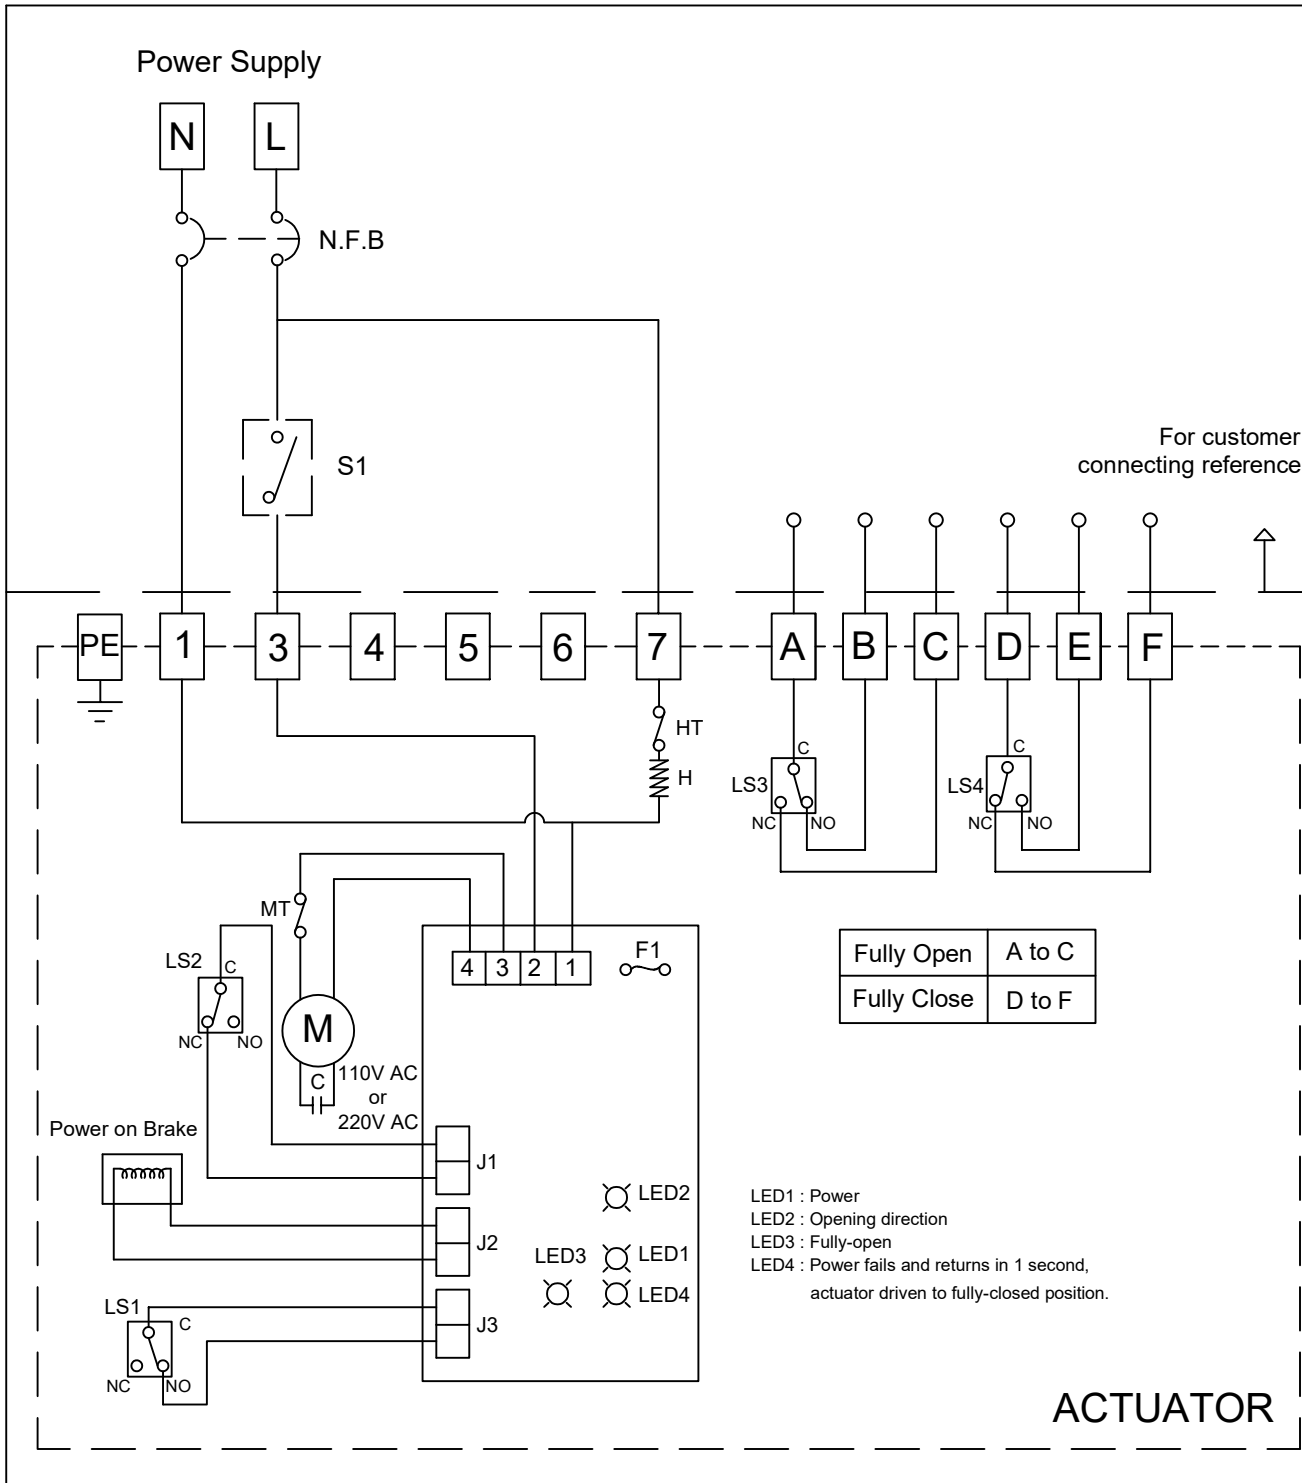 Power Supply
N L
N.F.B
S1
For customer
connecting reference
PE 1 3 4 5 6 7 A B C D E F
HT
H
C
LS3
NC NO
C
LS4
NC NO
MT
LS2
C
NC NO
M
C
110V AC
or
220V AC
4 3 2 1
F1
Fully Open A to C
Fully Close D to F
Power on Brake
J1
J2
J3
LS1
C
NC NO
LED2
LED3
LED1
LED4
LED1 : Power
LED2 : Opening direction
LED3 : Fully-open
LED4 : Power fails and returns in 1 second,
actuator driven to fully-closed position.
ACTUATOR